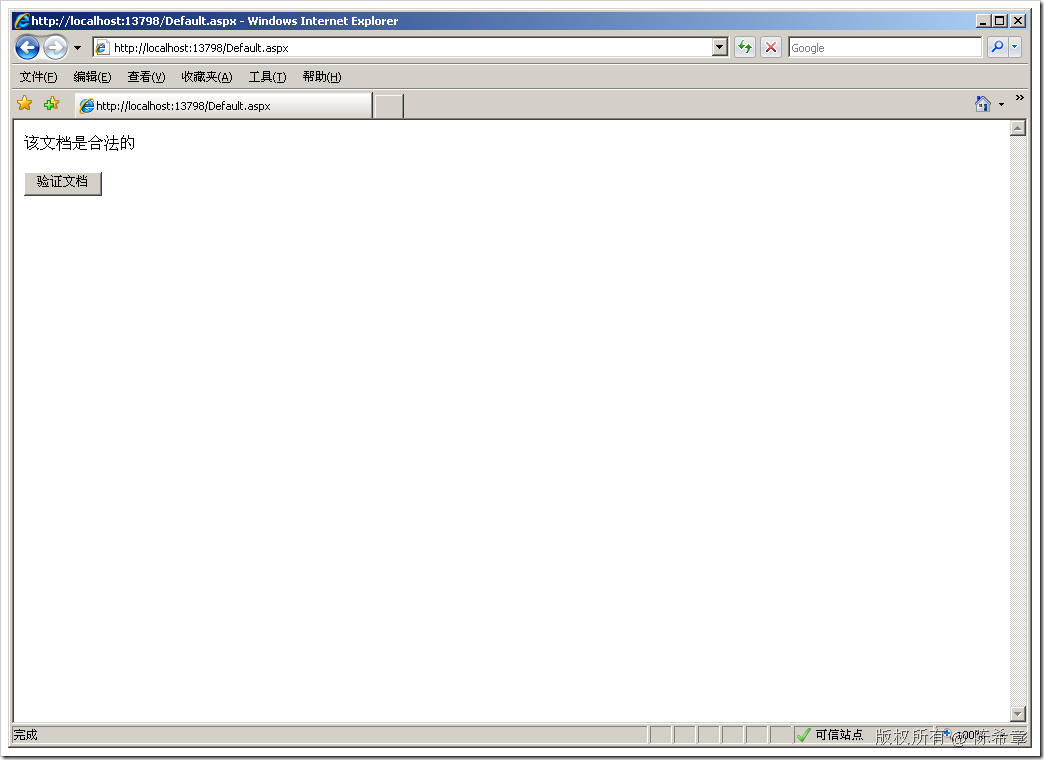 http://localhost:13798/Default.aspx - Windows Internet Explorer
http://localhost:13798/Default.aspx
Google
文件(F) 编辑(E) 查看(V) 收藏夹(A) 工具(T) 帮助(H)
http://localhost:13798/Default.aspx
该文档是合法的
验证文档
完成 可信站点 100%
版权所有 @ 陈希章